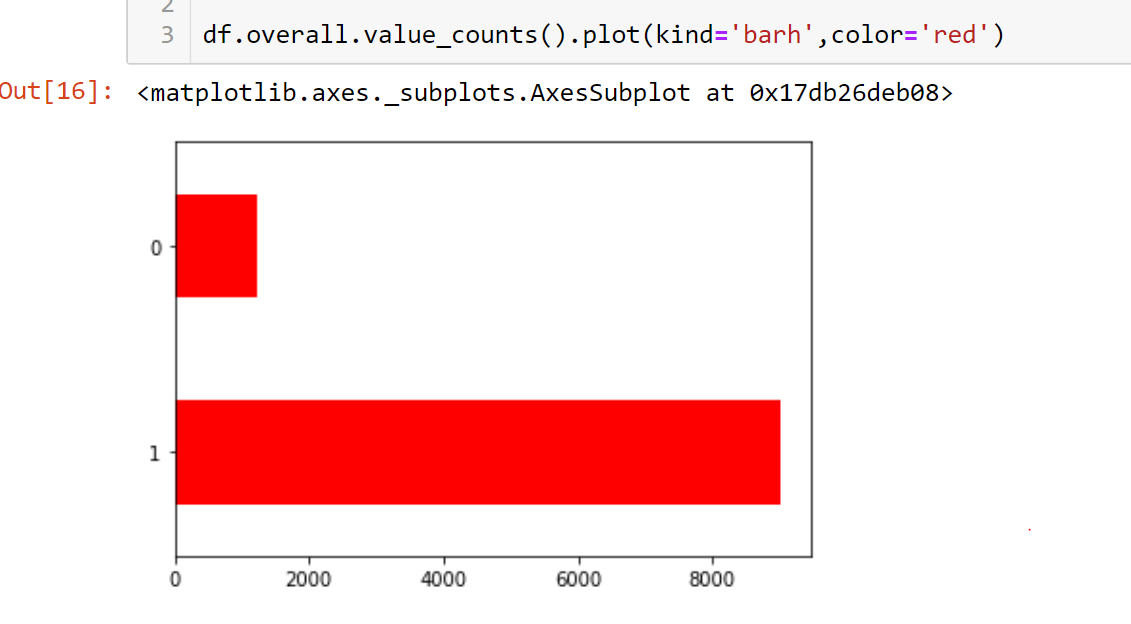 2
3 df.overall.value_counts().plot(kind='barh',color='red')
Out[16]: <matplotlib.axes._subplots.AxesSubplot at 0x17db26deb08>
0
1
0 2000 4000 6000 8000